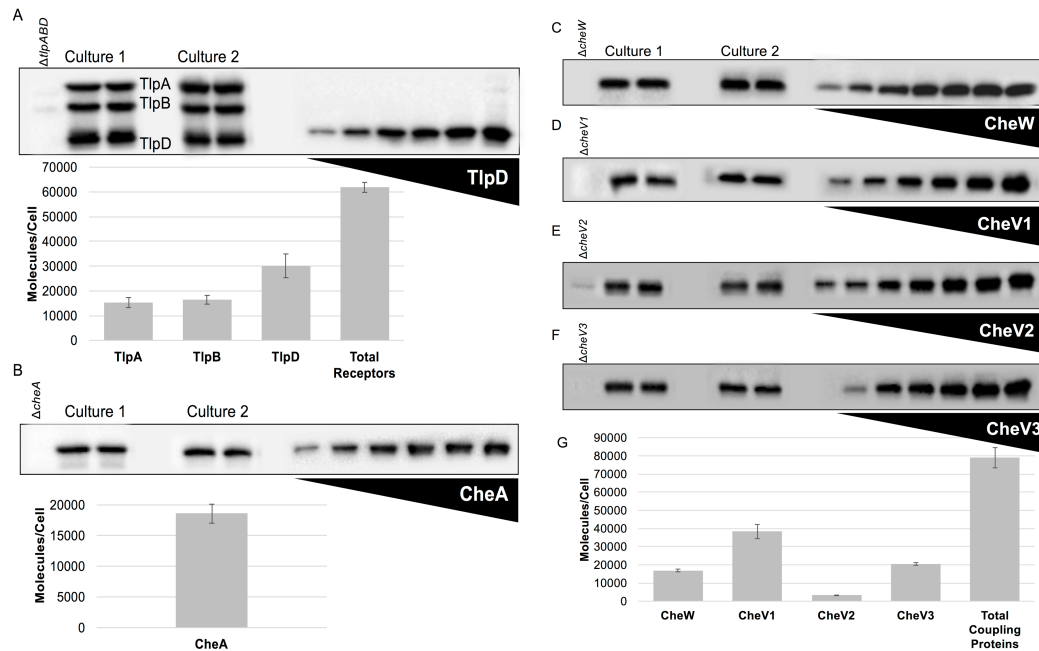 A
ΔtlpABD
Culture 1
Culture 2
TlpA
TlpB
TlpD
TlpD
70000
60000
50000
40000
30000
20000
10000
0
Molecules/Cell
TlpA
TlpB
TlpD
Total
Receptors
B
ΔcheA
Culture 1
Culture 2
CheA
20000
15000
10000
5000
0
Molecules/Cell
CheA
C
ΔcheW
Culture 1
Culture 2
CheW
D
ΔcheV1
CheV1
E
ΔcheV2
CheV2
F
ΔcheV3
CheV3
G
90000
80000
70000
60000
50000
40000
30000
20000
10000
0
Molecules/Cell
CheW
CheV1
CheV2
CheV3
Total
Coupling
Proteins